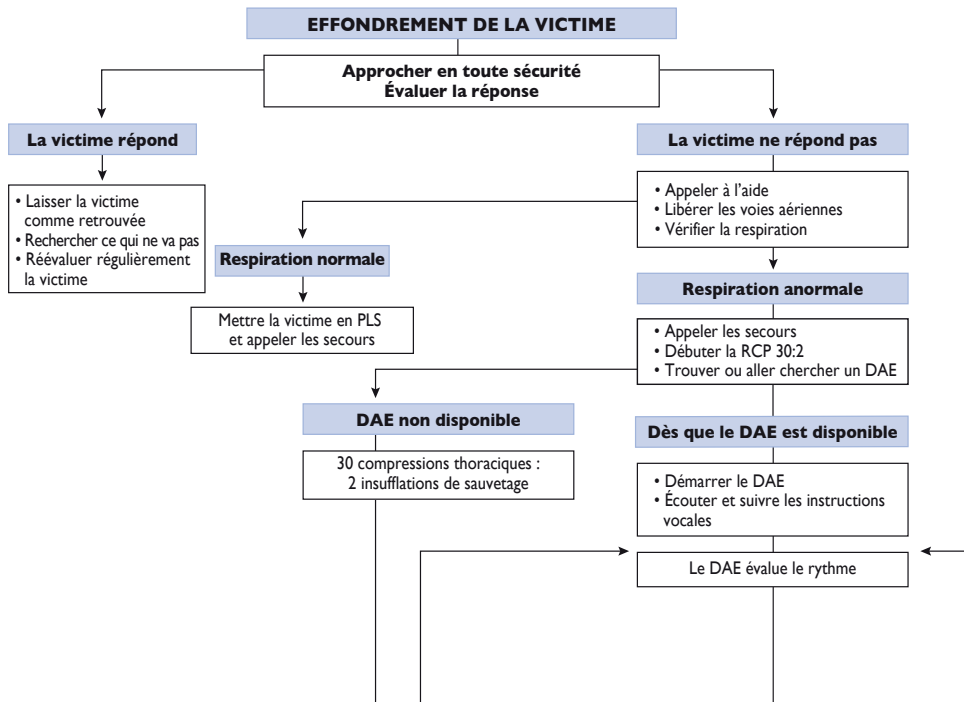 EFFONDREMENT DE LA VICTIME
Approcher en toute sécurité
Évaluer la réponse
La victime répond
• Laisser la victime
comme retrouvée
• Rechercher ce qui ne va pas
• Réévaluer régulièrement
la victime
La victime ne répond pas
• Appeler à l’aide
• Libérer les voies aériennes
• Vérifier la respiration
Respiration normale
Mettre la victime en PLS
et appeler les secours
Respiration anormale
• Appeler les secours
• Débuter la RCP 30:2
• Trouver ou aller chercher un DAE
DAE non disponible
30 compressions thoraciques :
2 insufflations de sauvetage
Dès que le DAE est disponible
• Démarrer le DAE
• Écouter et suivre les instructions
vocales
Le DAE évalue le rythme